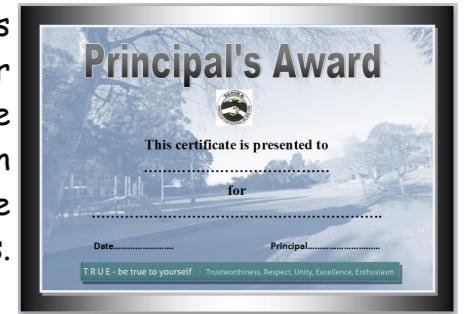 s
r
e
n
e
s.
Principal's Award
This certificate is presented to
.......................................
for
.............................................................
Date........................ Principal.............................
T R U E - be true to yourself > Trustworthiness, Respect, Unity, Excellence, Enthusiasm